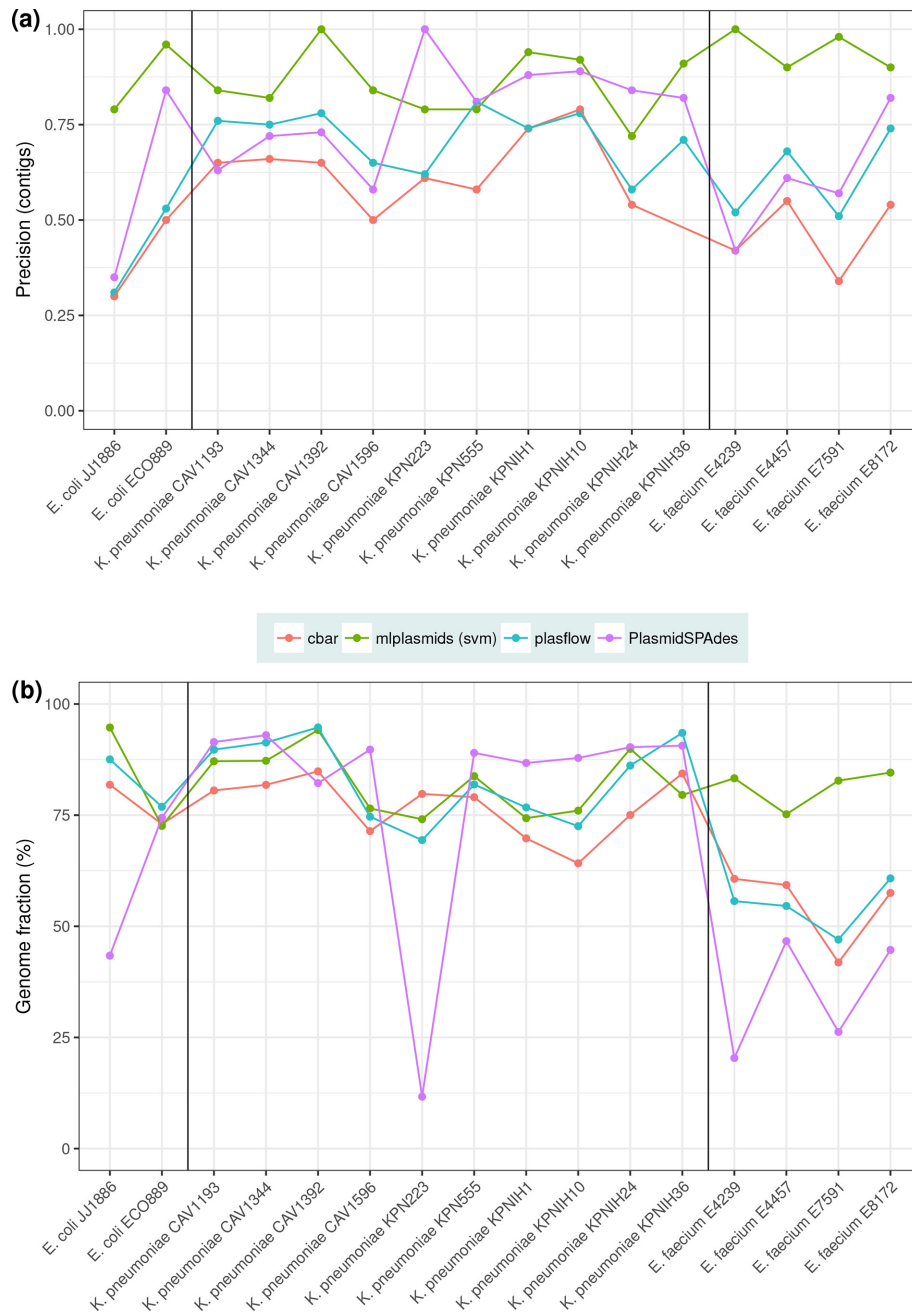 (a)
1.00
0.75
0.50
0.25
0.00
Precision (contigs)
E. coli JJ1886
E. coli ECO889
K. pneumoniae CAV1193
K. pneumoniae CAV1344
K. pneumoniae CAV1392
K. pneumoniae CAV1596
K. pneumoniae KPN223
K. pneumoniae KPN555
K. pneumoniae KPNIH1
K. pneumoniae KPNIH10
K. pneumoniae KPNIH24
K. pneumoniae KPNIH36
E. faecium E4239
E. faecium E4457
E. faecium E7591
E. faecium E8172
cbar mlplasmids (svm) plasflow PlasmidSPAdes
(b)
100
75
50
25
0
Genome fraction (%)
E. coli JJ1886
E. coli ECO889
K. pneumoniae CAV1193
K. pneumoniae CAV1344
K. pneumoniae CAV1392
K. pneumoniae CAV1596
K. pneumoniae KPN223
K. pneumoniae KPN555
K. pneumoniae KPNIH1
K. pneumoniae KPNIH10
K. pneumoniae KPNIH24
K. pneumoniae KPNIH36
E. faecium E4239
E. faecium E4457
E. faecium E7591
E. faecium E8172